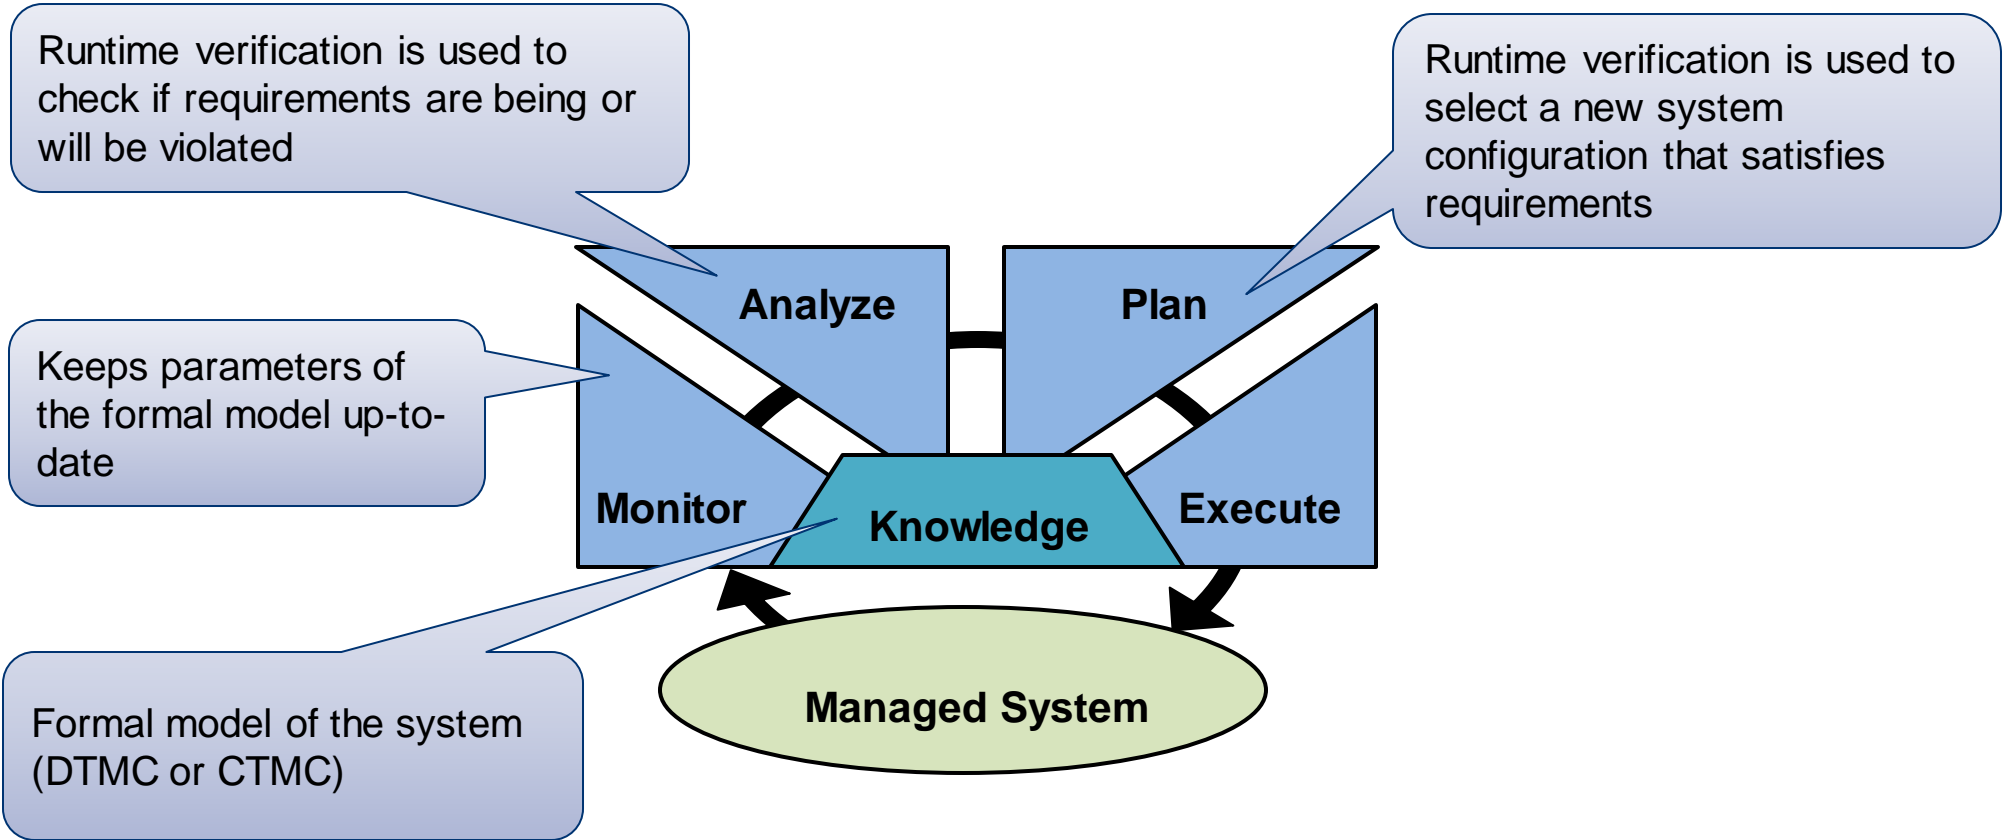 Runtime verification is used to
check if requirements are being or
will be violated
Runtime verification is used to
select a new system
configuration that satisfies
requirements
Analyze
Plan
Keeps parameters of
the formal model up-to-
date
Monitor
Knowledge
Execute
Formal model of the system
(DTMC or CTMC)
Managed System